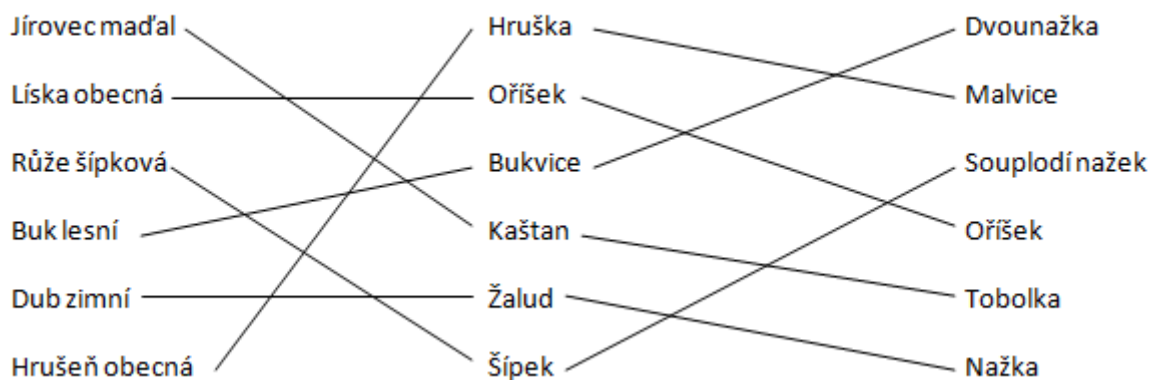 Jírovec maďal Hruška Dvounažka
Líska obecná Oříšek Malvice
Růže šípková Bukvice Souplodí nažek
Buk lesní Kaštan Oříšek
Dub zimní Žalud Tobolka
Hrušeň obecná Šípek Nažka